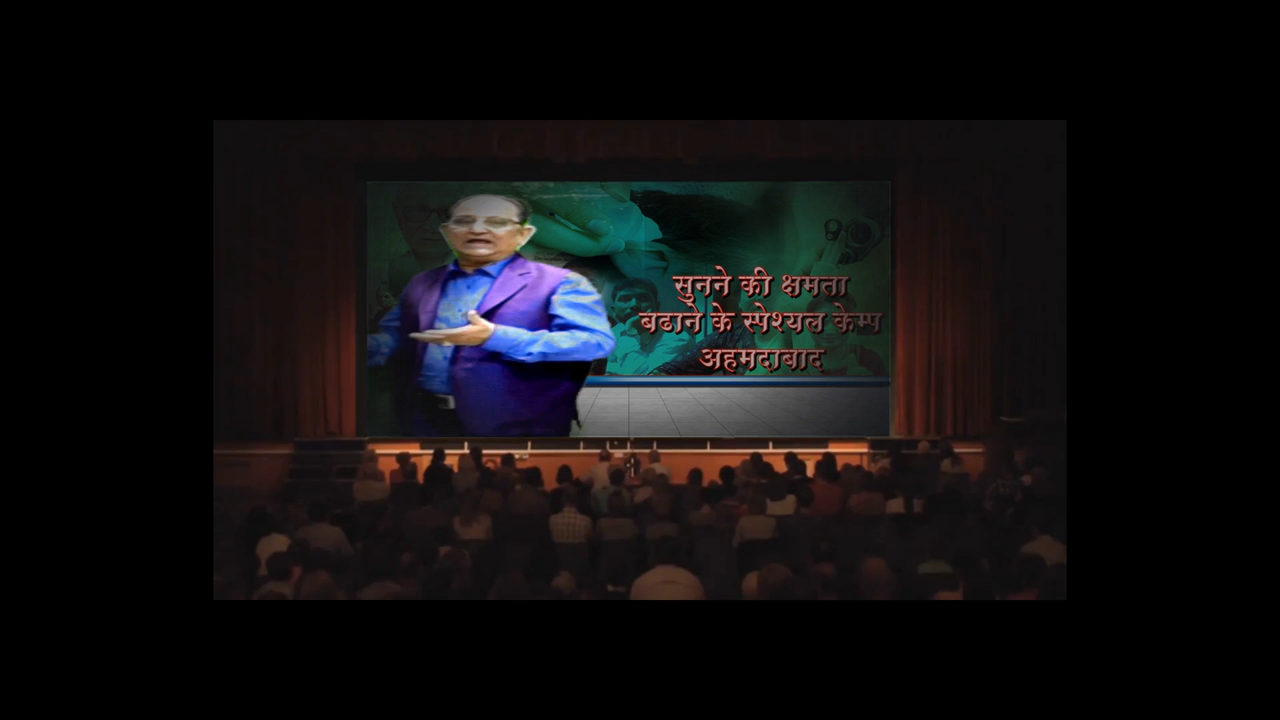 सुनने की क्षमता
बढाने के स्पेश्यल केम्प
अहमदाबाद